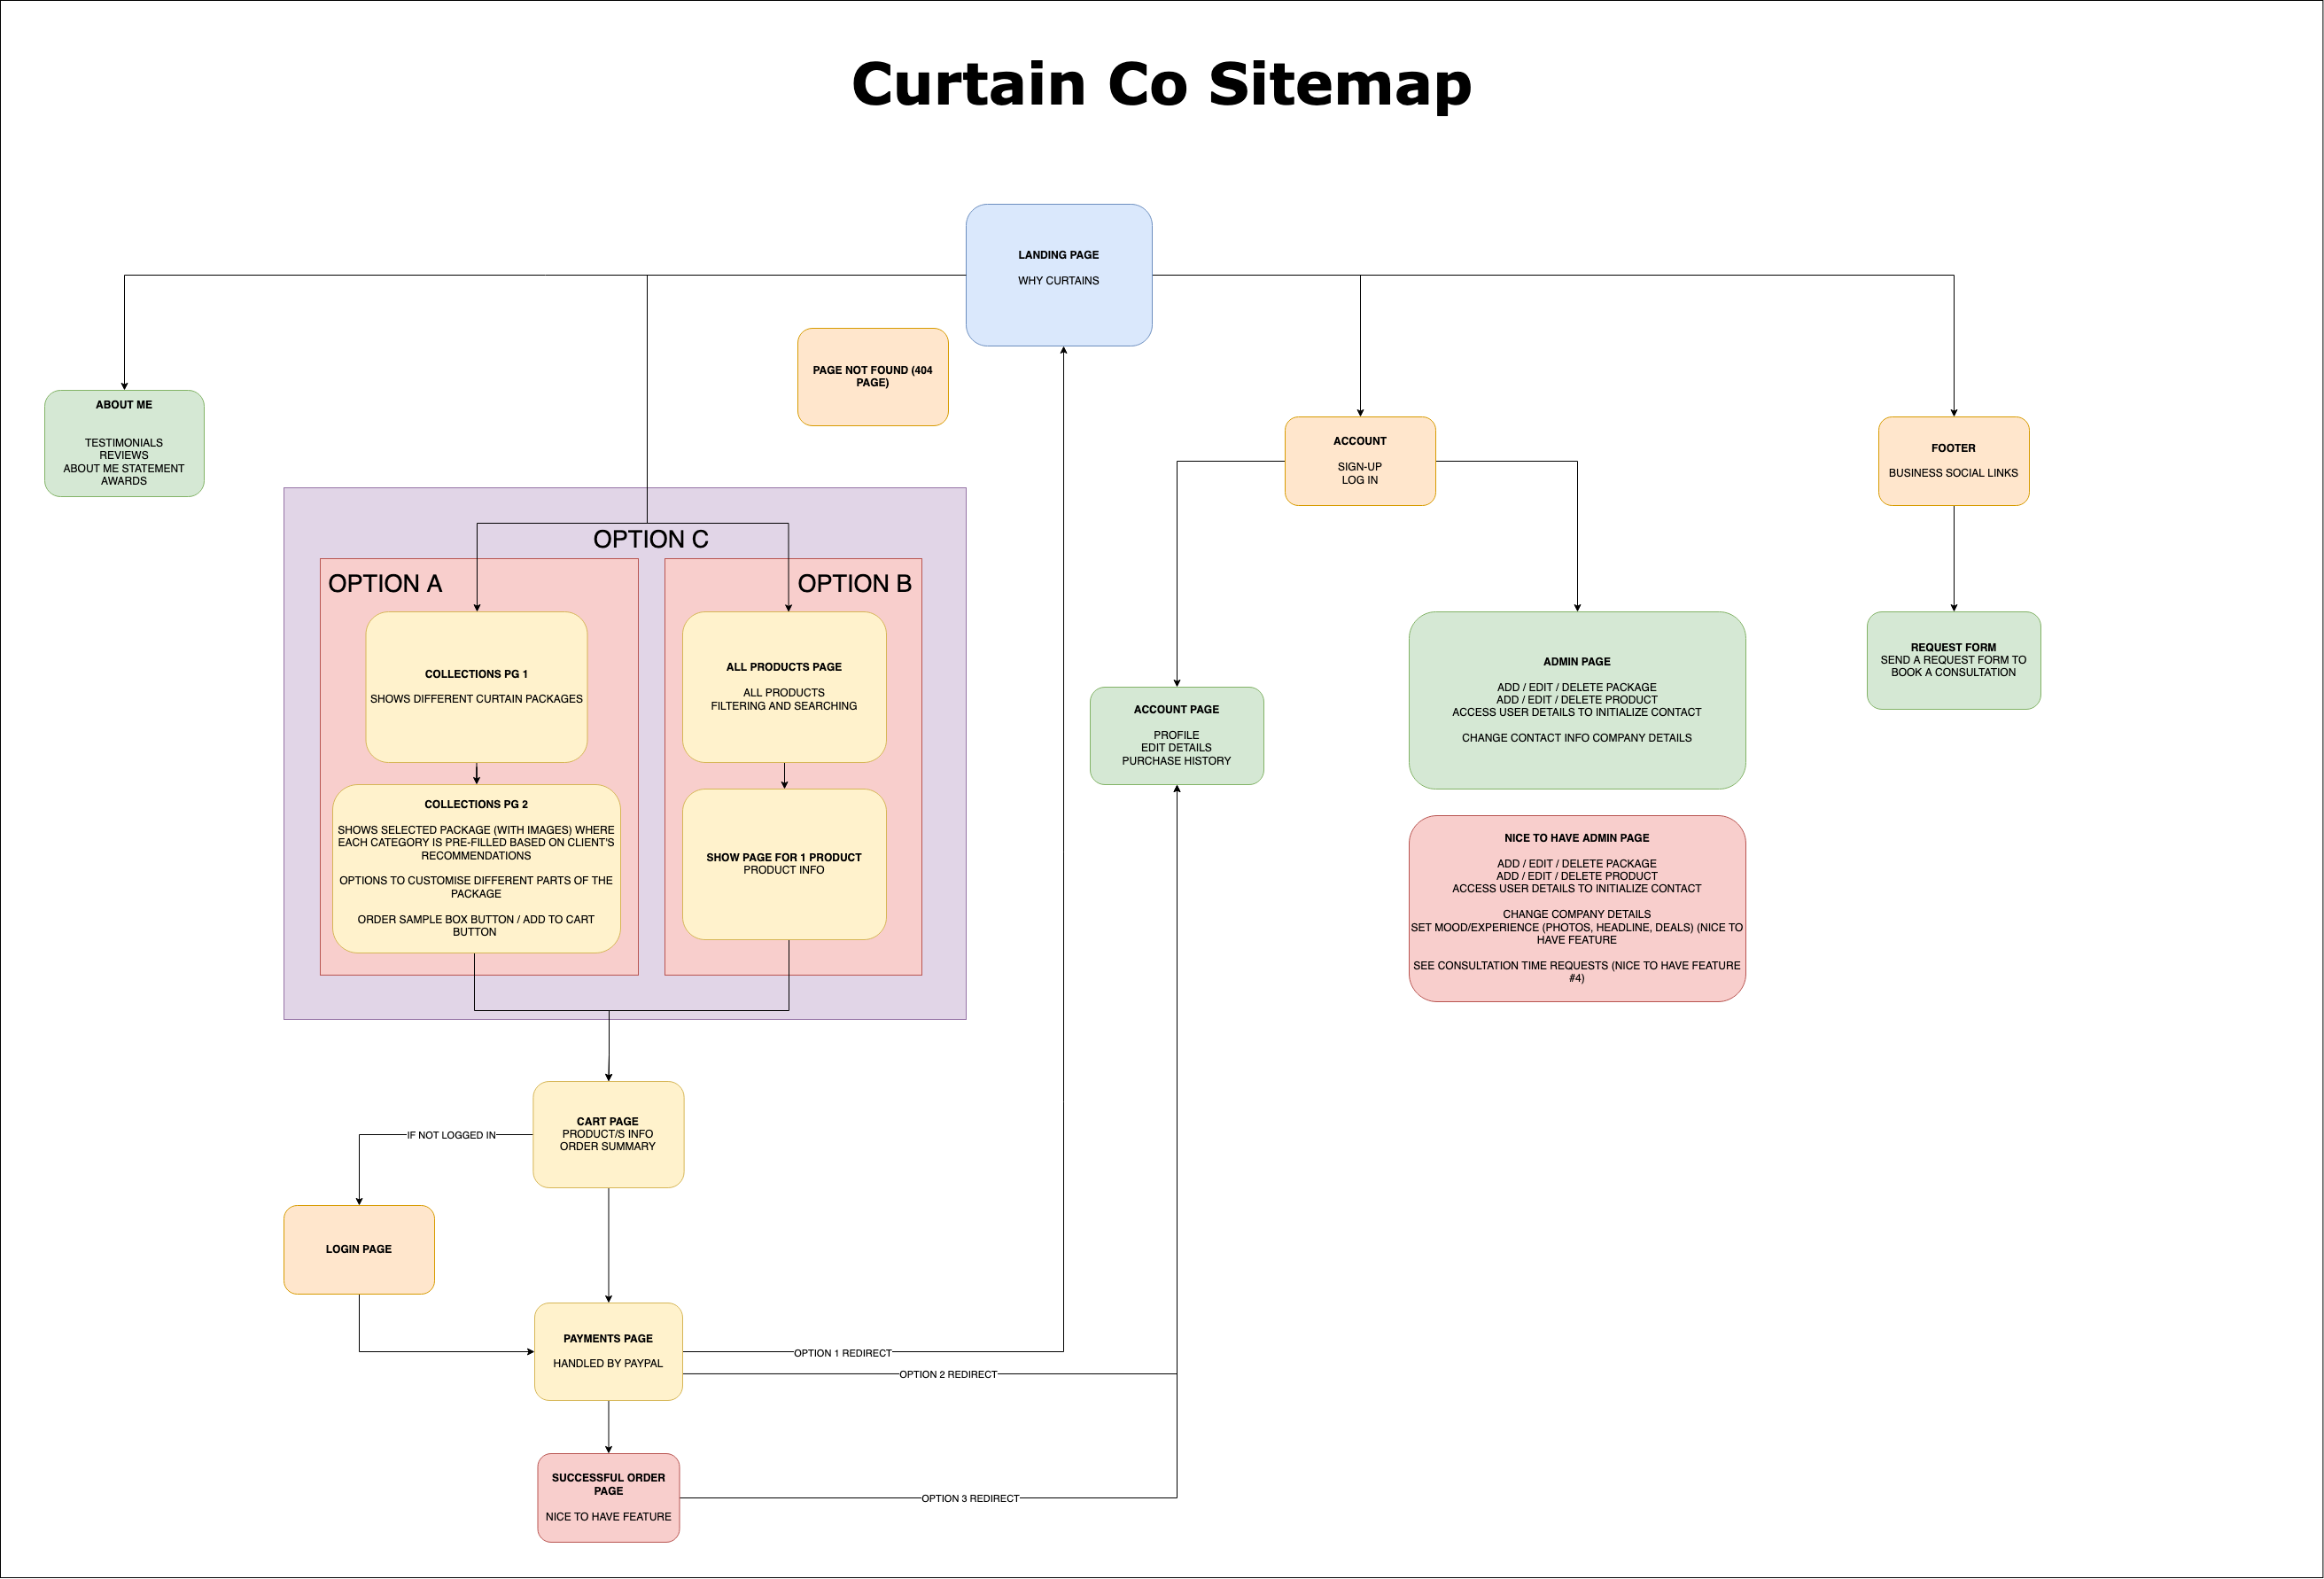 Curtain Co Sitemap
LANDING PAGE
WHY CURTAINS
PAGE NOT FOUND (404
PAGE)
ABOUT ME
TESTIMONIALS
REVIEWS
ABOUT ME STATEMENT
AWARDS
ACCOUNT
SIGN-UP
LOG IN
FOOTER
BUSINESS SOCIAL LINKS
OPTION C
OPTION A
OPTION B
COLLECTIONS PG 1
SHOWS DIFFERENT CURTAIN PACKAGES
ALL PRODUCTS PAGE
ALL PRODUCTS
FILTERING AND SEARCHING
COLLECTIONS PG 2
SHOWS SELECTED PACKAGE (WITH IMAGES) WHERE
EACH CATEGORY IS PRE-FILLED BASED ON CLIENT'S
RECOMMENDATIONS
OPTIONS TO CUSTOMISE DIFFERENT PARTS OF THE
PACKAGE
ORDER SAMPLE BOX BUTTON / ADD TO CART
BUTTON
SHOW PAGE FOR 1 PRODUCT
PRODUCT INFO
ACCOUNT PAGE
PROFILE
EDIT DETAILS
PURCHASE HISTORY
ADMIN PAGE
ADD / EDIT / DELETE PACKAGE
ADD / EDIT / DELETE PRODUCT
ACCESS USER DETAILS TO INITIALIZE CONTACT
CHANGE CONTACT INFO COMPANY DETAILS
REQUEST FORM
SEND A REQUEST FORM TO
BOOK A CONSULTATION
NICE TO HAVE ADMIN PAGE
ADD / EDIT / DELETE PACKAGE
ADD / EDIT / DELETE PRODUCT
ACCESS USER DETAILS TO INITIALIZE CONTACT
CHANGE COMPANY DETAILS
SET MOOD/EXPERIENCE (PHOTOS, HEADLINE, DEALS) (NICE TO
HAVE FEATURE
SEE CONSULTATION TIME REQUESTS (NICE TO HAVE FEATURE
#4)
CART PAGE
PRODUCT/S INFO
ORDER SUMMARY
IF NOT LOGGED IN
LOGIN PAGE
PAYMENTS PAGE
HANDLED BY PAYPAL
OPTION 1 REDIRECT
OPTION 2 REDIRECT
SUCCESSFUL ORDER
PAGE
NICE TO HAVE FEATURE
OPTION 3 REDIRECT